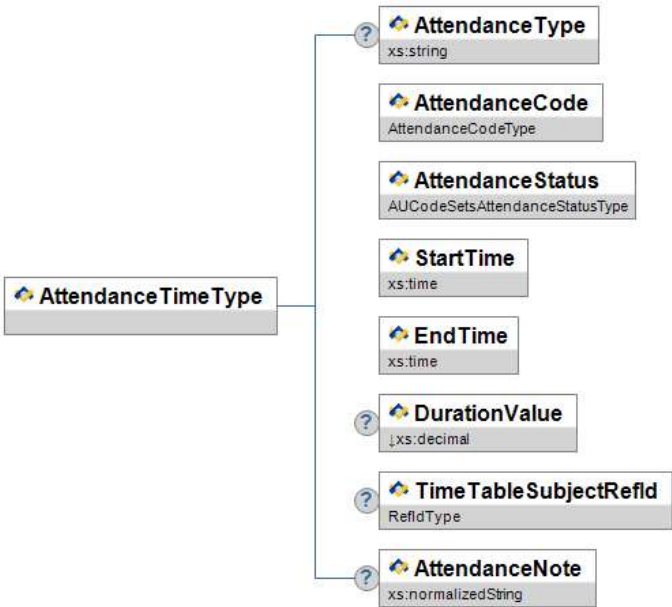 AttendanceType
xs:string
AttendanceCode
AttendanceCodeType
AttendanceStatus
AUCodeSetsAttendanceStatusType
StartTime
xs:time
AttendanceTimeType
EndTime
xs:time
DurationValue
↓xs:decimal
TimeTableSubjectRefId
RefIdType
AttendanceNote
xs:normalizedString
?
?
?
?